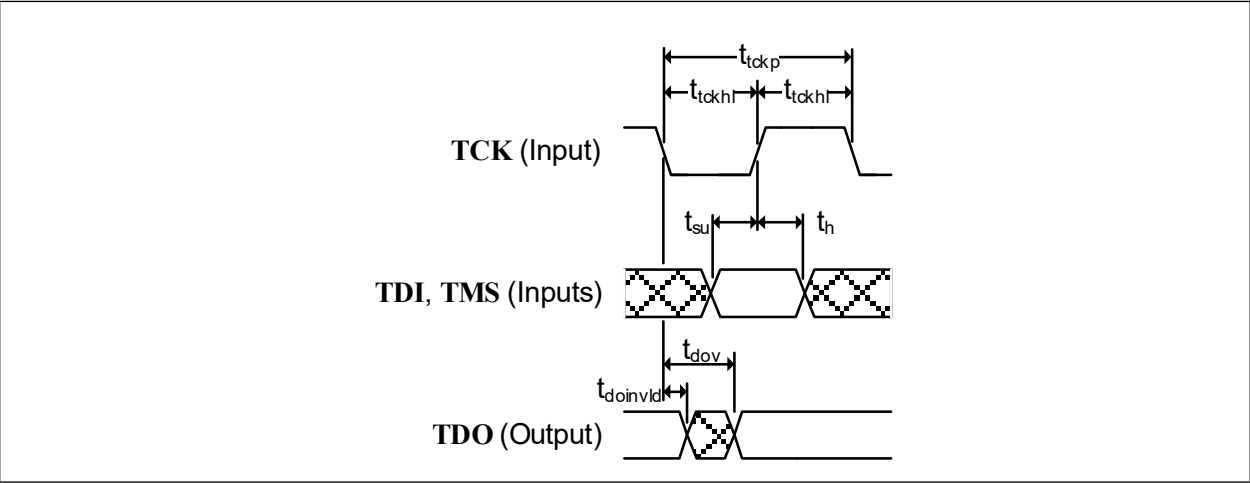 ttckp
ttckhl ttckhl
TCK (Input)
tsu th
TDI, TMS (Inputs)
tdov
tdoinvld
TDO (Output)